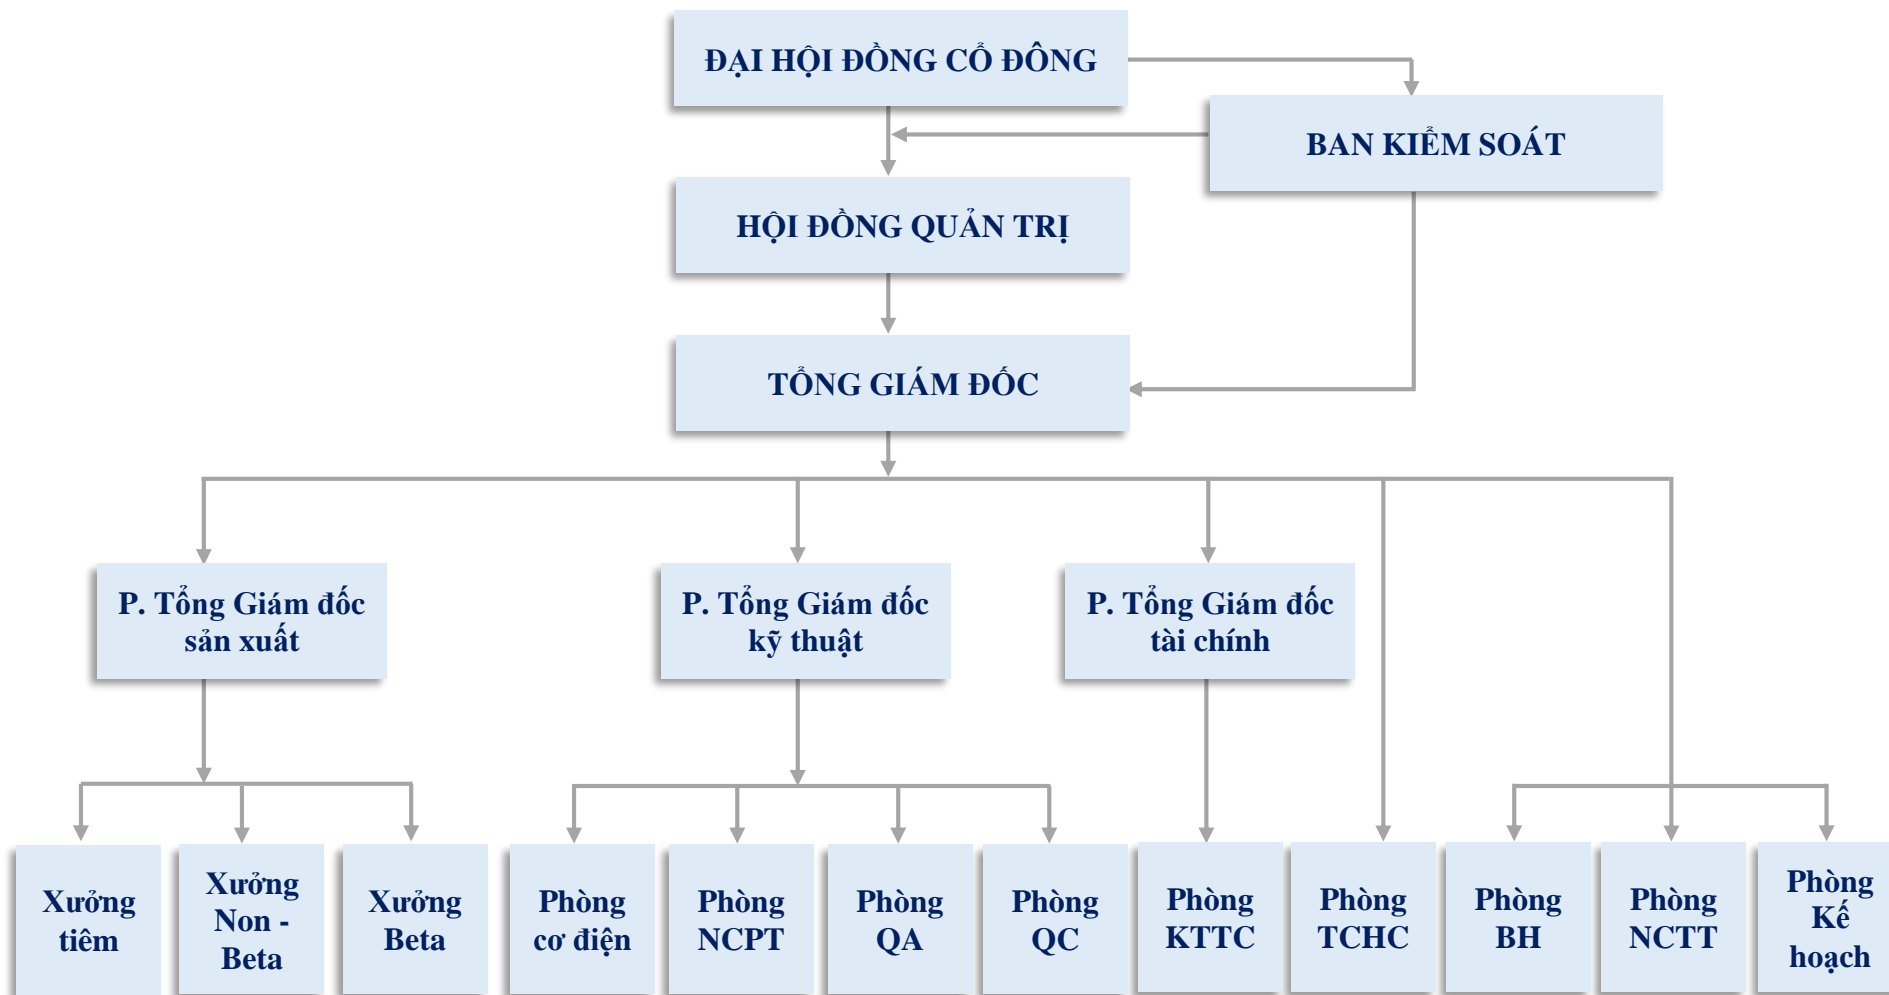 ĐẠI HỘI ĐỒNG CỔ ĐÔNG
BAN KIỂM SOÁT
HỘI ĐỒNG QUẢN TRỊ
TỔNG GIÁM ĐỐC
P. Tổng Giám đốc
sản xuất
P. Tổng Giám đốc
kỹ thuật
P. Tổng Giám đốc
tài chính
Xưởng
tiêm
Xưởng
Non -
Beta
Xưởng
Beta
Phòng
cơ điện
Phòng
NCPT
Phòng
QA
Phòng
QC
Phòng
KTTC
Phòng
TCHC
Phòng
BH
Phòng
NCTT
Phòng
Kế
hoạch